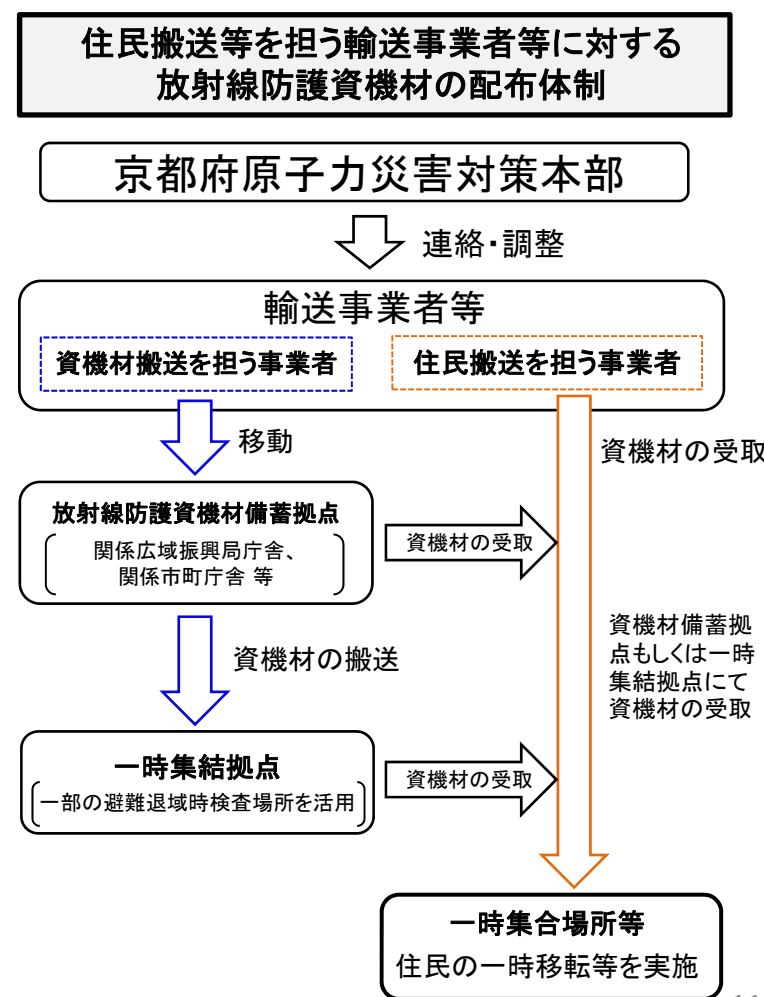 住民搬送等を担う輸送事業者等に対する
放射線防護資機材の配布体制
京都府原子力災害対策本部
連絡・調整
輸送事業者等
資機材搬送を担う事業者
住民搬送を担う事業者
移動
資機材の受取
放射線防護資機材備蓄拠点
関係広域振興局庁舎、
関係市町庁舎 等
資機材の受取
資機材備蓄拠
点もしくは一時
集結拠点にて
資機材の受取
資機材の搬送
一時集結拠点
一部の避難退域時検査場所を活用
資機材の受取
一時集合場所等
住民の一時移転等を実施